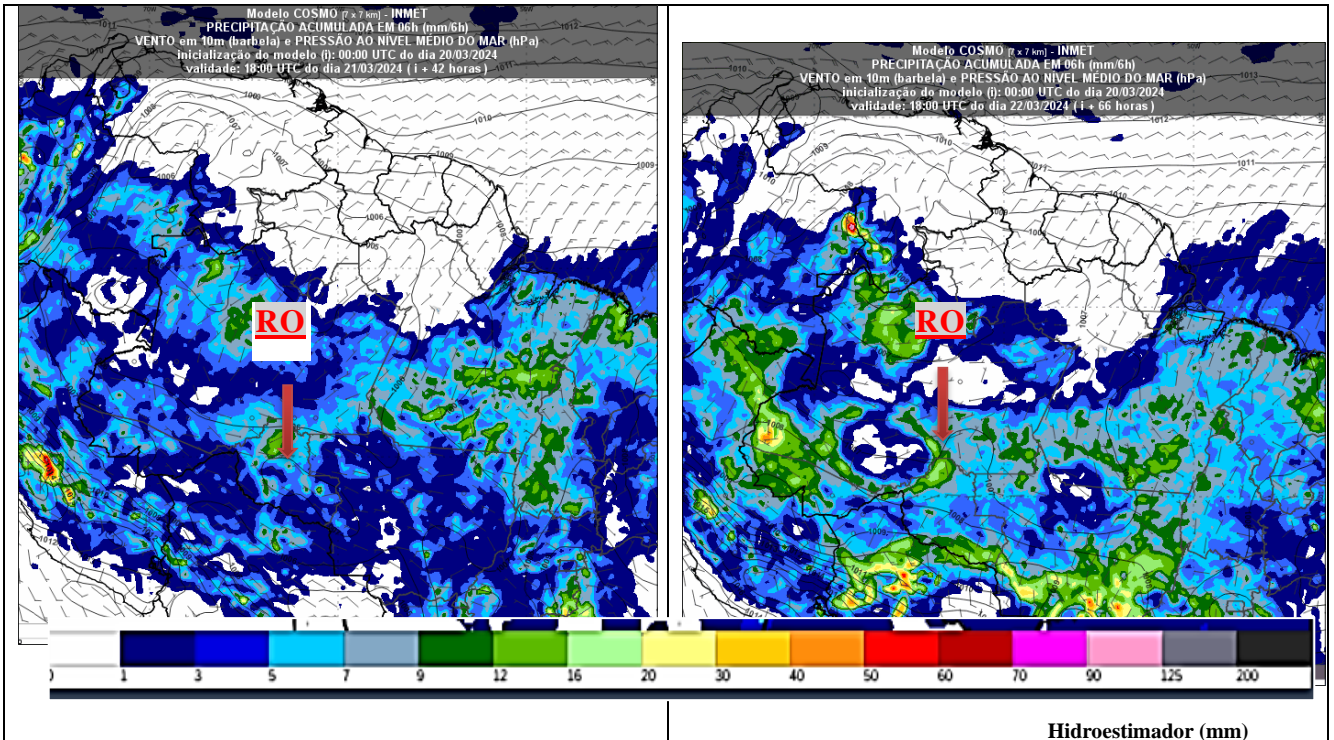 Modelo COSMO [7 x 7 km] - INMET
PRECIPITAÇÃO ACUMULADA EM 06h (mm/6h)
VENTO em 10m (barbela) e PRESSÃO AO NÍVEL MÉDIO DO MAR (hPa)
inicialização do modelo (i): 00:00 UTC do dia 20/03/2024
validade: 18:00 UTC do dia 21/03/2024 ( i + 42 horas )
RO
Modelo COSMO [7 x 7 km] - INMET
PRECIPITAÇÃO ACUMULADA EM 06h (mm/6h)
VENTO em 10m (barbela) e PRESSÃO AO NÍVEL MÉDIO DO MAR (hPa)
inicialização do modelo (i): 00:00 UTC do dia 20/03/2024
validade: 18:00 UTC do dia 22/03/2024 ( i + 66 horas )
RO
1 3 5 7 9 12 16 20 30 40 50 60 70 90 125 200
Hidroestimador (mm)